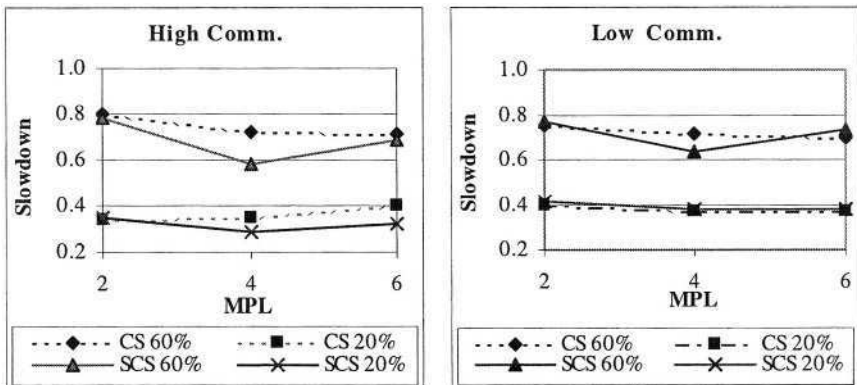 High Comm.
1.0
0.8
0.6
0.4
0.2
Slowdown
2 4 6
MPL
CS 60% CS 20%
SCS 60% SCS 20%
Low Comm.
1.0
0.8
0.6
0.4
0.2
Slowdown
2 4 6
MPL
CS 60% CS 20%
SCS 60% SCS 20%